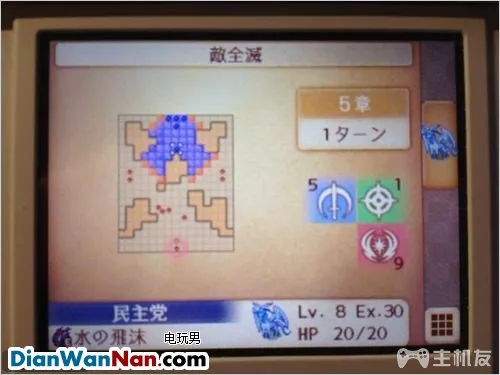 敵全滅
5章
1ターン
5
1
9
民主党
Lv. 8 Ex.30
水の飛沫
HP 20/20
电玩男
DianWanNan.com
主机友